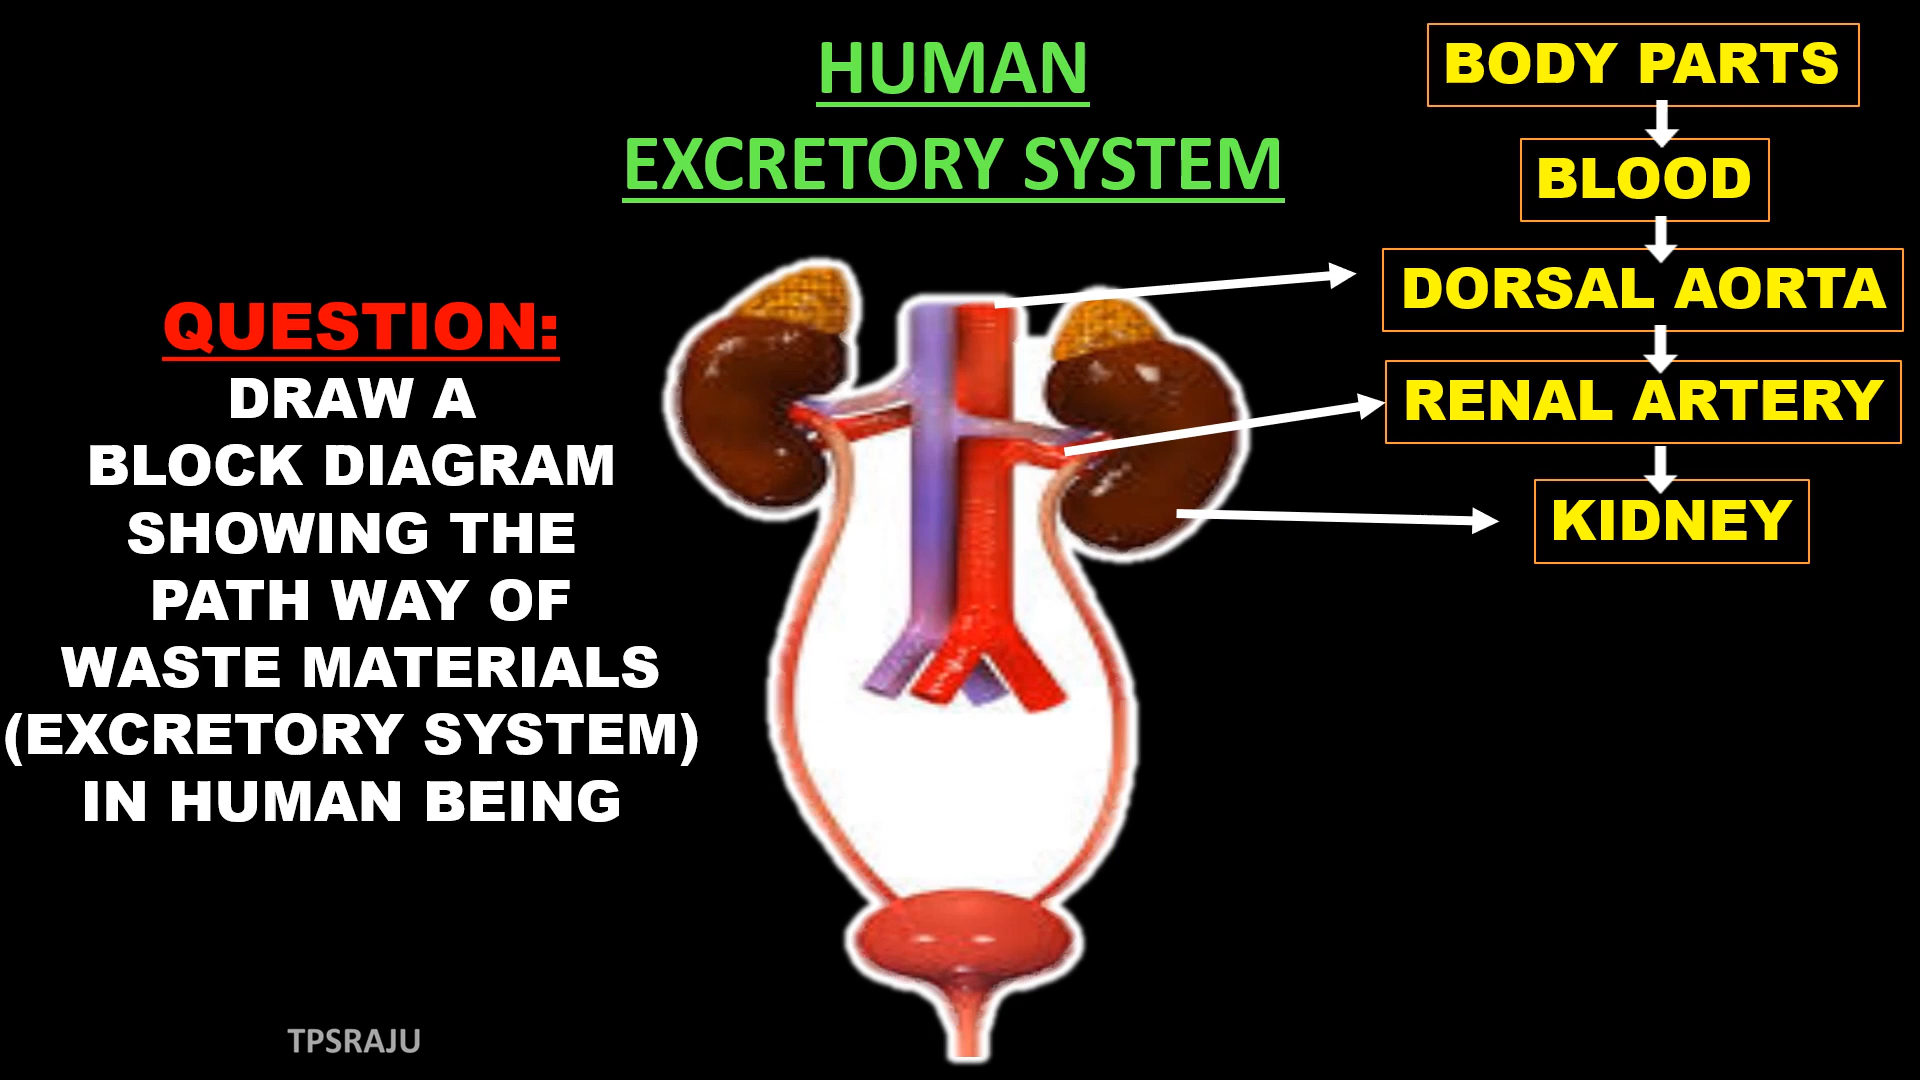 HUMAN
EXCRETORY SYSTEM
QUESTION:
DRAW A
BLOCK DIAGRAM
SHOWING THE
PATH WAY OF
WASTE MATERIALS
(EXCRETORY SYSTEM)
IN HUMAN BEING
BODY PARTS
BLOOD
DORSAL AORTA
RENAL ARTERY
KIDNEY
TPSRAJU